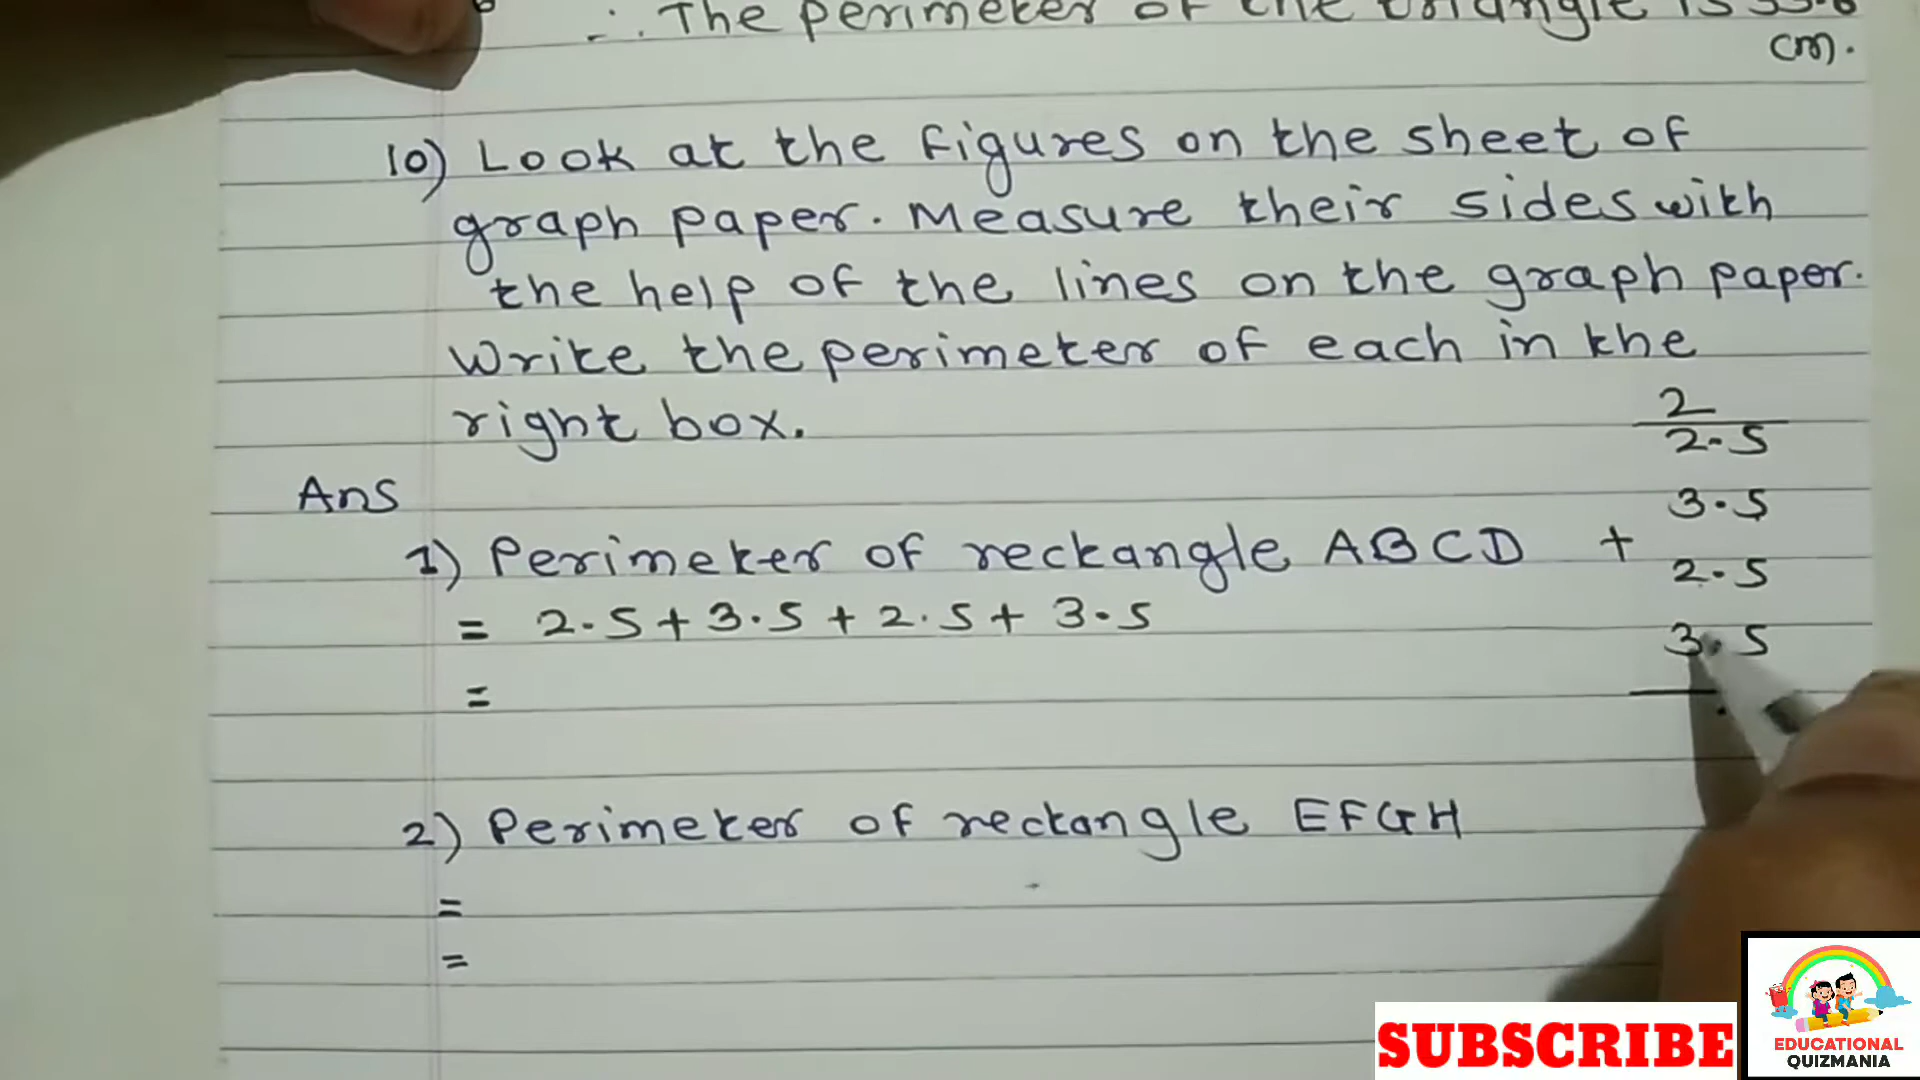 ∴ The perimeter of the triangle is 33.6
cm.
10) Look at the figures on the sheet of
graph paper. Measure their sides with
the help of the lines on the graph paper.
Write the perimeter of each in the
right box.
Ans
1) Perimeter of rectangle ABCD
= 2.5 + 3.5 + 2.5 + 3.5
=
2
2.5
3.5
+
2.5
3.5
.
2) Perimeter of rectangle EFGH
=
=
SUBSCRIBE
EDUCATIONAL
QUIZMANIA